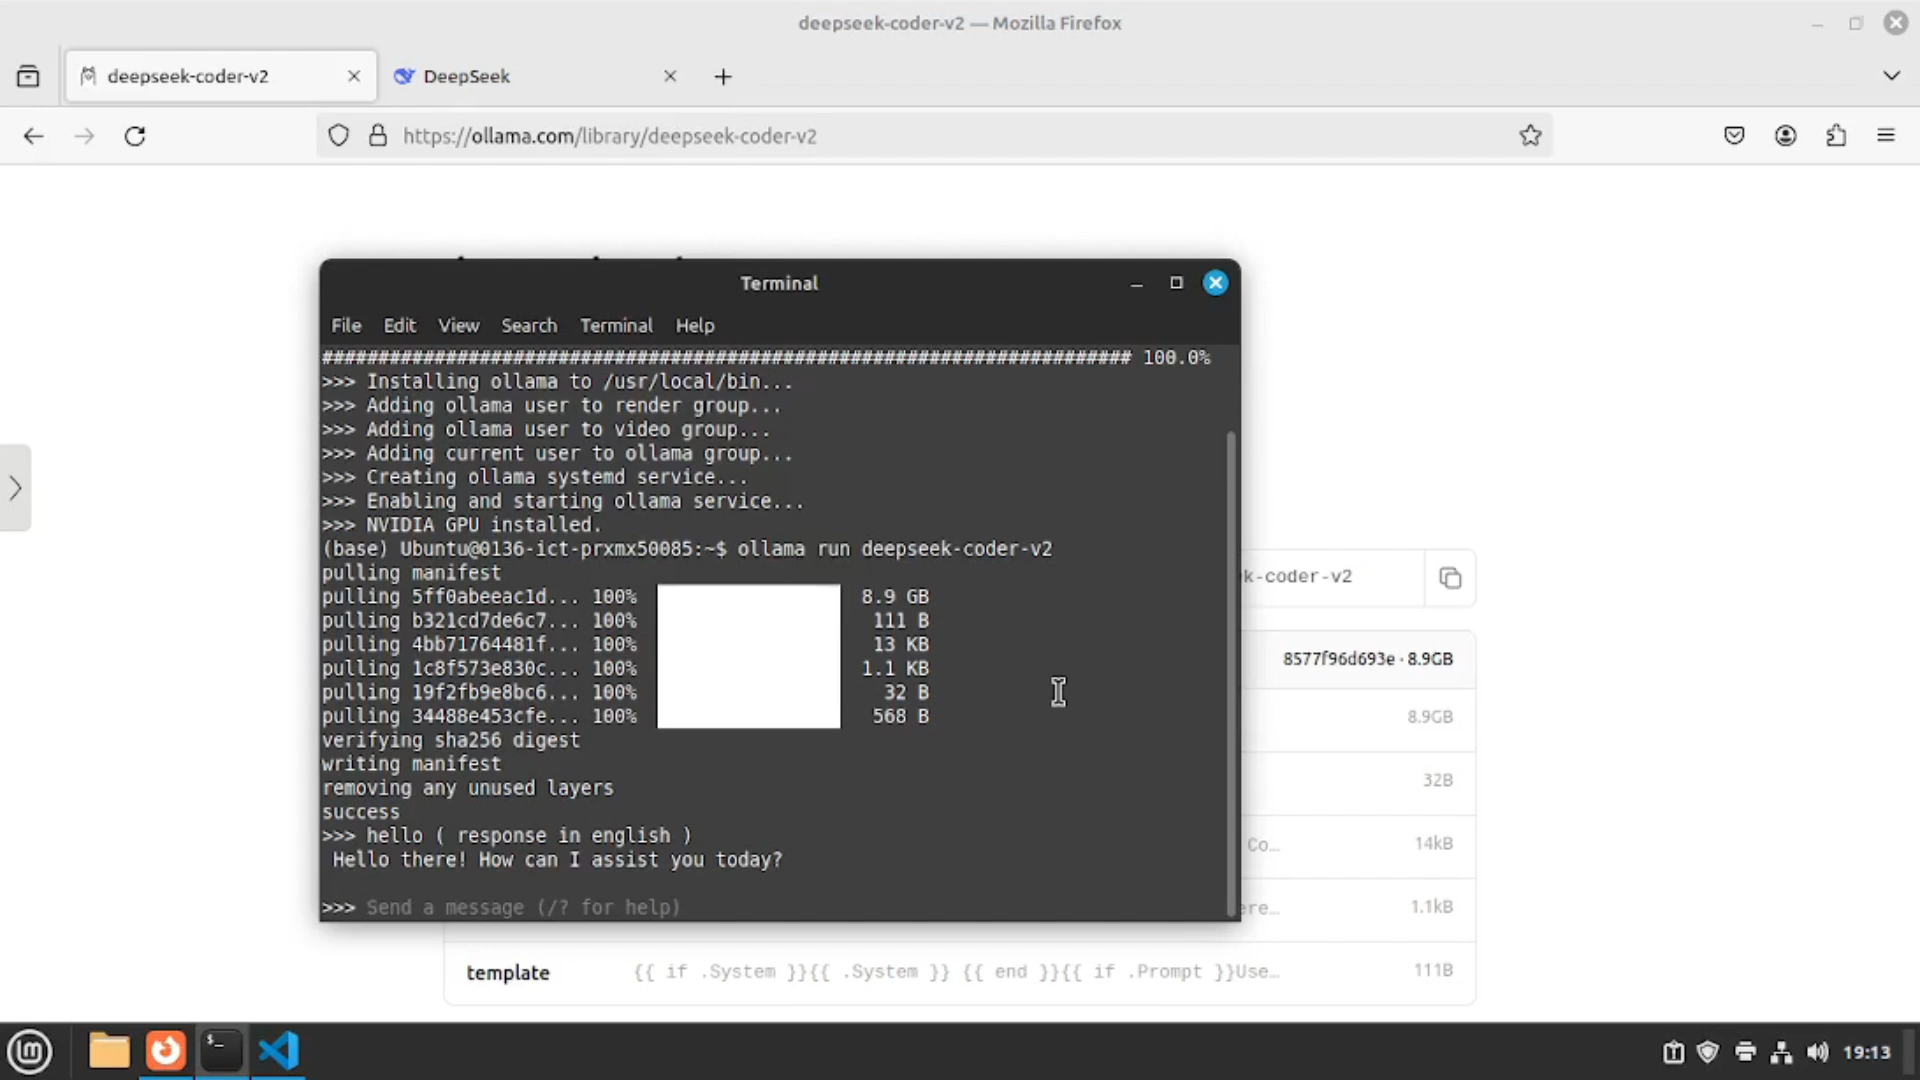 deepseek-coder-v2 — Mozilla Firefox
deepseek-coder-v2
DeepSeek
https://ollama.com/library/deepseek-coder-v2
Terminal
File Edit View Search Terminal Help
######################################################################## 100.0%
>>> Installing ollama to /usr/local/bin...
>>> Adding ollama user to render group...
>>> Adding ollama user to video group...
>>> Adding current user to ollama group...
>>> Creating ollama systemd service...
>>> Enabling and starting ollama service...
>>> NVIDIA GPU installed.
(base) Ubuntu@0136-ict-prxmx50085:~$ ollama run deepseek-coder-v2
pulling manifest
pulling 5ff0abeeac1d... 100% 8.9 GB
pulling b321cd7de6c7... 100% 111 B
pulling 4bb71764481f... 100% 13 KB
pulling 1c8f573e830c... 100% 1.1 KB
pulling 19f2fb9e8bc6... 100% 32 B
pulling 34488e453cfe... 100% 568 B
verifying sha256 digest
writing manifest
removing any unused layers
success
>>> hello ( response in english )
Hello there! How can I assist you today?
>>> Send a message (/? for help)
k-coder-v2
8577f96d693e · 8.9GB
8.9GB
32B
Co... 14kB
ere... 1.1kB
template {{ if .System }}{{ .System }} {{ end }}{{ if .Prompt }}Use... 111B
19:13